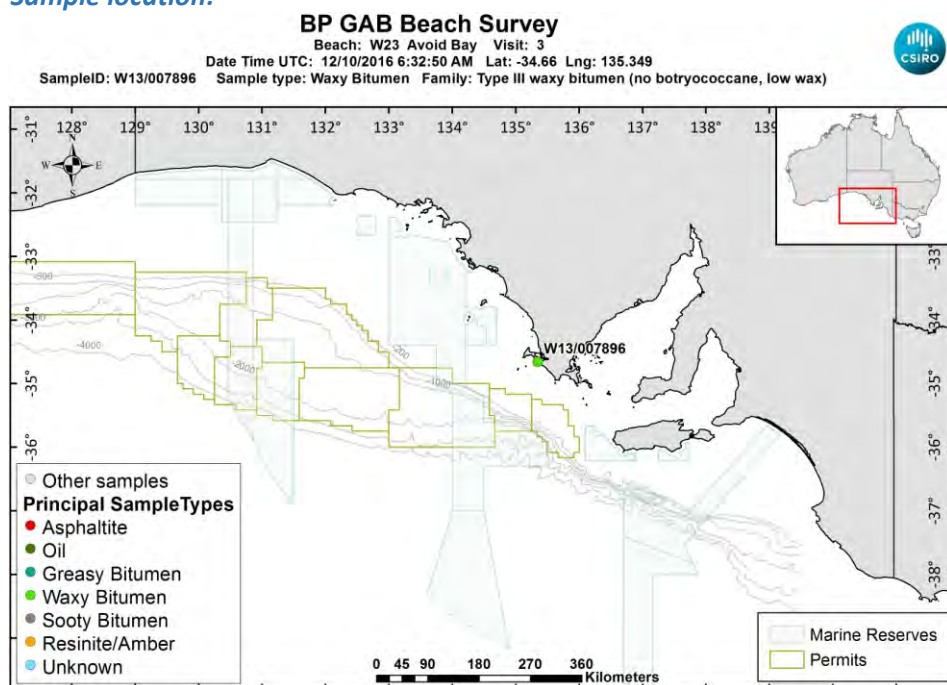 Sample location:
BP GAB Beach Survey
Beach: W23 Avoid Bay Visit: 3
Date Time UTC: 12/10/2016 6:32:50 AM Lat: -34.66 Lng: 135.349
SampleID: W13/007896 Sample type: Waxy Bitumen Family: Type III waxy bitumen (no botryococcane, low wax)
CSIRO
128° 129° 130° 131° 132° 133° 134° 135° 136° 137° 138° 139°
N
W E
S
-31°
-32°
-33°
-34°
-35°
-36°
-37°
-38°
-34°
-35°
-36°
-37°
-38°
-4000
-2000
-200
-1000
W13/007896
Other samples
Principal SampleTypes
Asphaltite
Oil
Greasy Bitumen
Waxy Bitumen
Sooty Bitumen
Resinite/Amber
Unknown
0 45 90 180 270 360
Kilometers
Marine Reserves
Permits